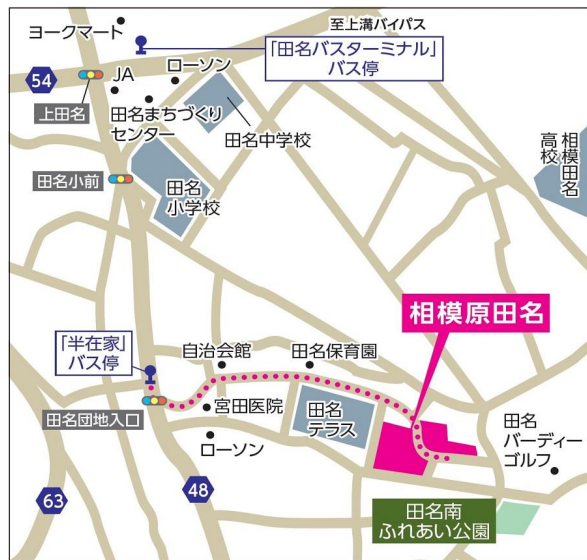 ヨークマート
至上溝バイパス
「田名バスターミナル」
バス停
54
JA
ローソン
上田名
田名まちづくり
センター
田名中学校
田名小前
田名
小学校
相模田名
高校
「半在家」
バス停
自治会館
田名保育園
相模原田名
田名団地入口
宮田医院
田名
テラス
ローソン
田名
バーディー
ゴルフ
63
48
田名南
ふれあい公園